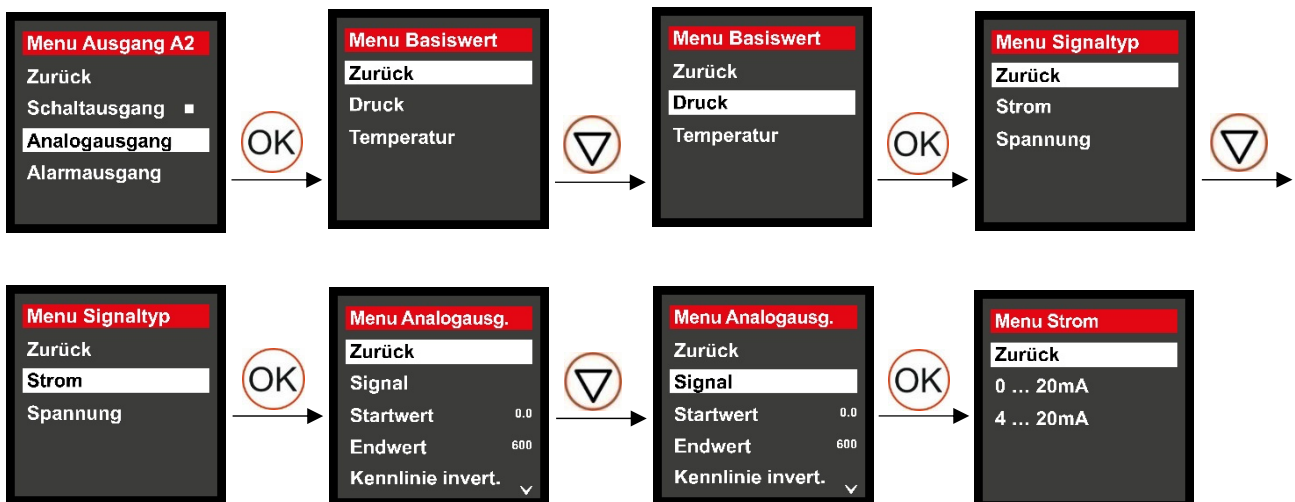 Menu Ausgang A2
Zurück
Schaltausgang
Analogausgang
Alarmausgang
OK
Menu Basiswert
Zurück
Druck
Temperatur
Menu Basiswert
Zurück
Druck
Temperatur
OK
Menu Signaltyp
Zurück
Strom
Spannung
Menu Signaltyp
Zurück
Strom
Spannung
OK
Menu Analogausg.
Zurück
Signal
Startwert 0.0
Endwert 600
Kennlinie invert.
Menu Analogausg.
Zurück
Signal
Startwert 0.0
Endwert 600
Kennlinie invert.
OK
Menu Strom
Zurück
0 ... 20mA
4 ... 20mA